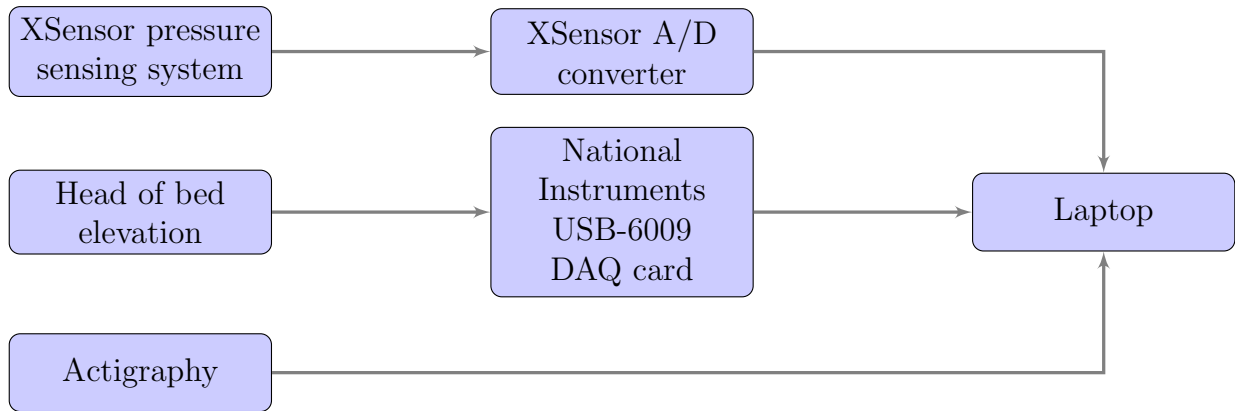 XSensor pressure
sensing system
XSensor A/D
converter
Head of bed
elevation
National
Instruments
USB-6009
DAQ card
Laptop
Actigraphy